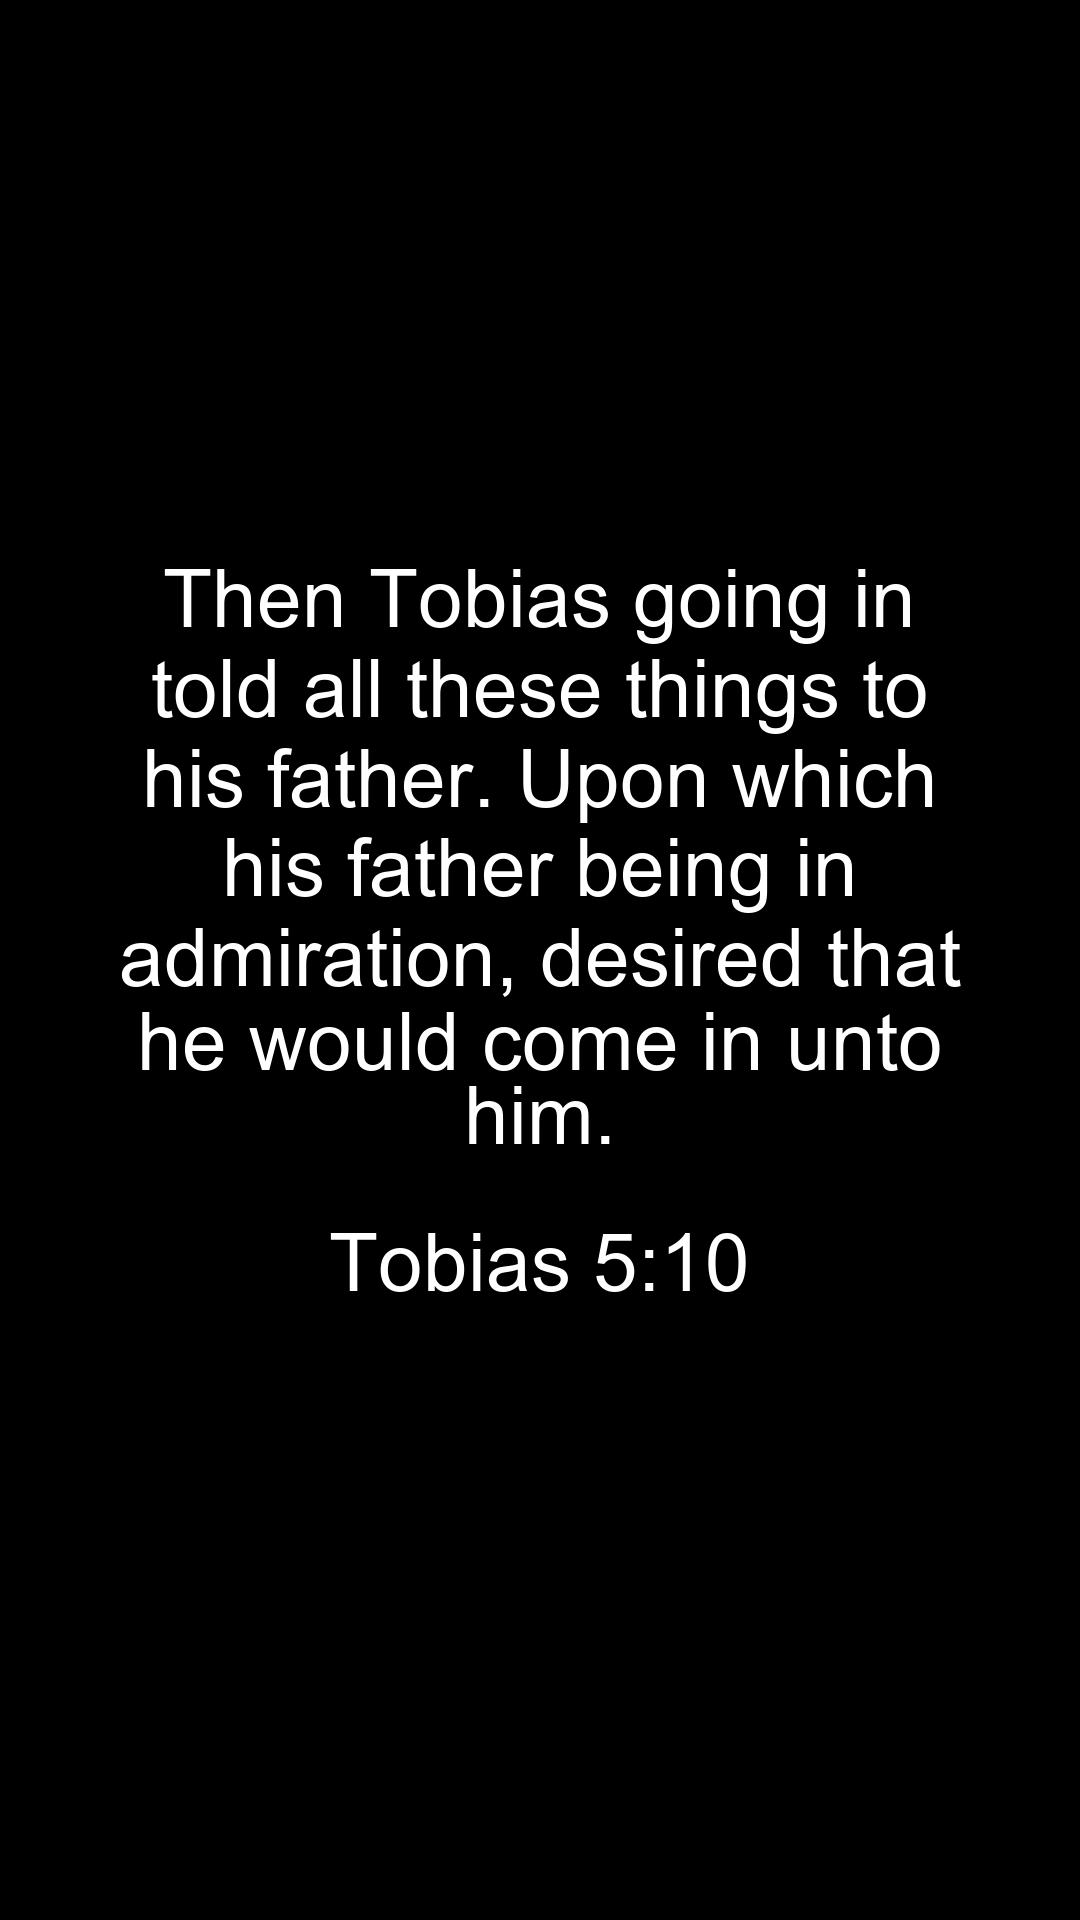 Then Tobias going in
told all these things to
his father. Upon which
his father being in
admiration, desired that
he would come in unto
him.
Tobias 5:10